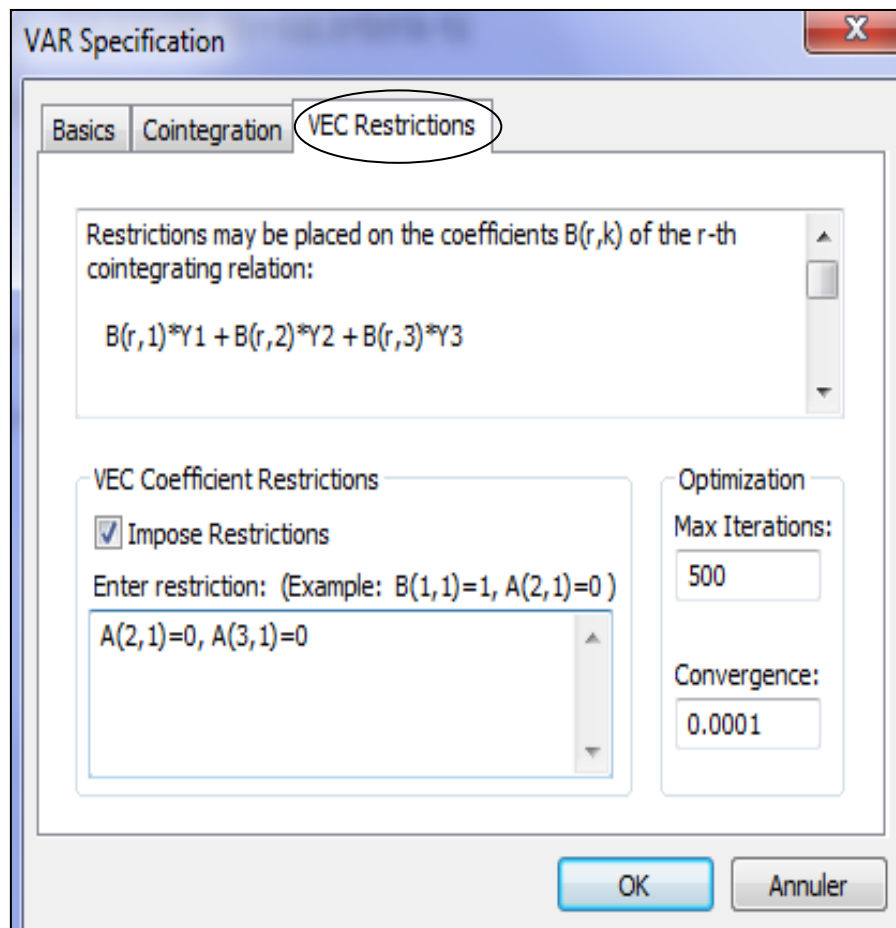 VAR Specification
Basics
Cointegration
VEC Restrictions
Restrictions may be placed on the coefficients B(r,k) of the r-th
cointegrating relation:
B(r,1)*Y1 + B(r,2)*Y2 + B(r,3)*Y3
VEC Coefficient Restrictions
Impose Restrictions
Enter restriction: (Example: B(1,1)=1, A(2,1)=0 )
A(2,1)=0, A(3,1)=0
Optimization
Max Iterations:
500
Convergence:
0.0001
OK
Annuler